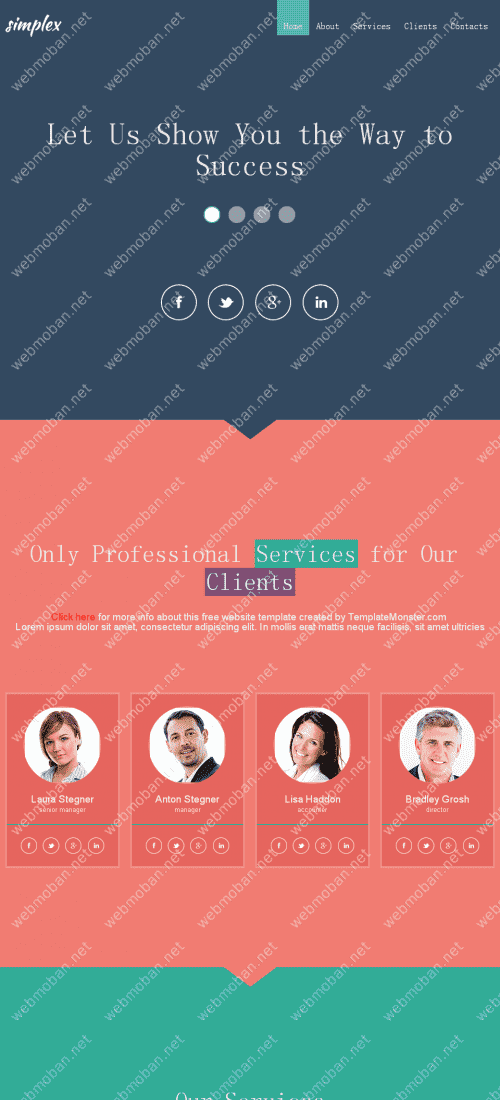 simplex
Home About Services Clients Contacts
Let Us Show You the Way to
Success
Only Professional Services for Our
Clients
Click here for more info about this free website template created by TemplateMonster.com
Lorem ipsum dolor sit amet, consectetur adipiscing elit. In mollis erat mattis neque facilisis, sit amet ultricies
Laura Stegner
senior manager
Anton Stegner
manager
Lisa Haddon
accounter
Bradley Grosh
director
Our Services
webmoban.net